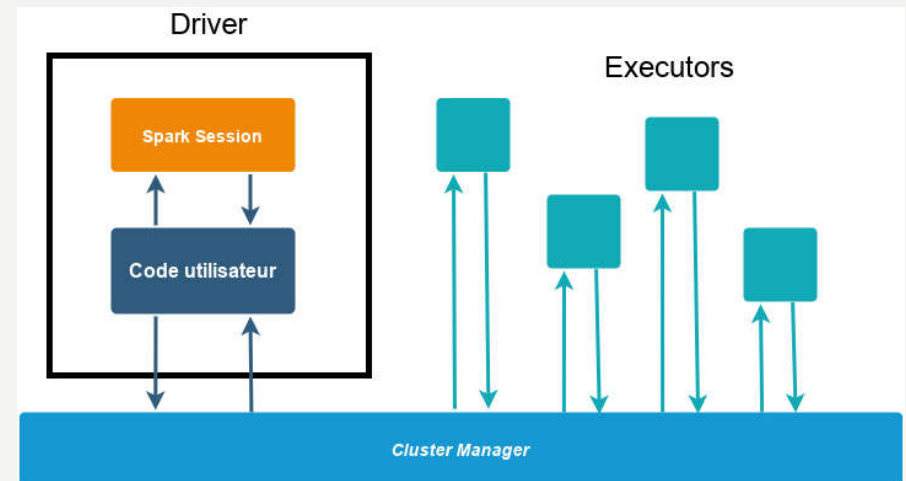 Driver
Executors
Spark Session
Code utilisateur
Cluster Manager